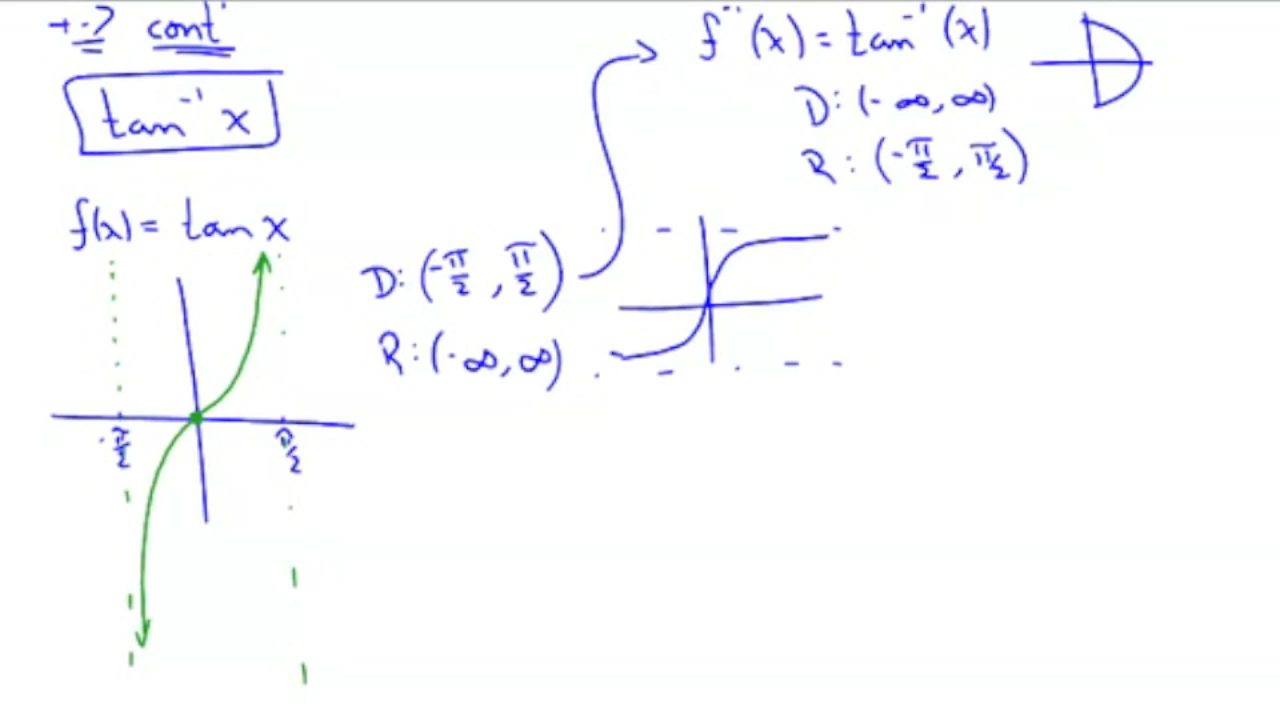 cont'
tan⁻¹ x
f(x) = tan x
D: (-π/2, π/2)
R: (-∞, ∞)
-π/2
π/2
f⁻¹(x) = tan⁻¹(x)
D: (-∞, ∞)
R: (-π/2, π/2)